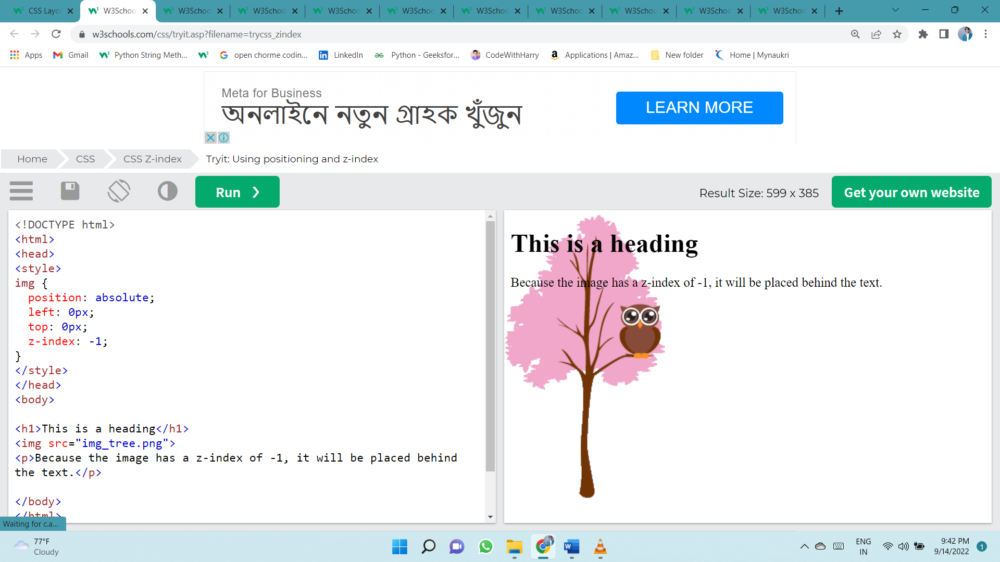 CSS Layou
W3Schoo
W3Schoo
W3Schoo
W3Schoo
W3Schoo
W3Schoo
W3Schoo
W3Schoo
W3Schoo
W3Schoo
w3schools.com/css/tryit.asp?filename=trycss_zindex
Apps
Gmail
Python String Meth...
open chorme codin...
LinkedIn
Python - Geeksfor...
CodeWithHarry
Applications | Amaz...
New folder
Home | Mynaukri
Meta for Business
অনলাইনে নতুন গ্রাহক খুঁজুন
LEARN MORE
Home
CSS
CSS Z-index
Tryit: Using positioning and z-index
Run ❯
Result Size: 599 x 385
Get your own website
<!DOCTYPE html>
<html>
<head>
<style>
img {
position: absolute;
left: 0px;
top: 0px;
z-index: -1;
}
</style>
</head>
<body>
<h1>This is a heading</h1>
<img src="img_tree.png">
<p>Because the image has a z-index of -1, it will be placed behind
the text.</p>
</body>
</html>
This is a heading
Because the image has a z-index of -1, it will be placed behind the text.
Waiting for c.a...
77°F
Cloudy
ENG
IN
9:42 PM
9/14/2022
1